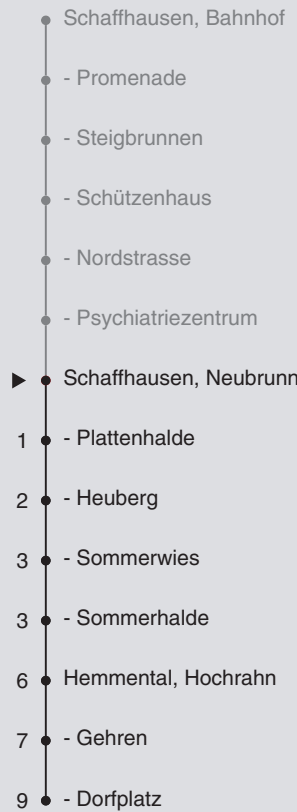 Schaffhausen, Bahnhof
- Promenade
- Steigbrunnen
- Schützenhaus
- Nordstrasse
- Psychiatriezentrum
Schaffhausen, Neubrunn
1 - Plattenhalde
2 - Heuberg
3 - Sommerwies
3 - Sommerhalde
6 Hemmental, Hochrahn
7 - Gehren
9 - Dorfplatz